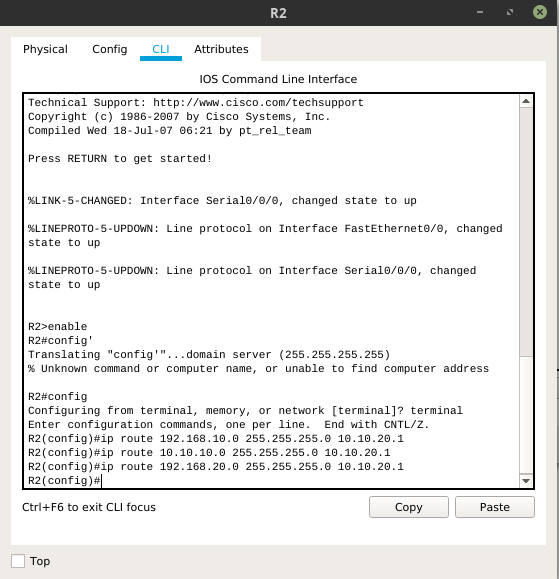 R2
Physical
Config
CLI
Attributes
IOS Command Line Interface
Technical Support: http://www.cisco.com/techsupport
Copyright (c) 1986-2007 by Cisco Systems, Inc.
Compiled Wed 18-Jul-07 06:21 by pt_rel_team
Press RETURN to get started!
%LINK-5-CHANGED: Interface Serial0/0/0, changed state to up
%LINEPROTO-5-UPDOWN: Line protocol on Interface FastEthernet0/0, changed
state to up
%LINEPROTO-5-UPDOWN: Line protocol on Interface Serial0/0/0, changed
state to up
R2>enable
R2#config'
Translating "config'"...domain server (255.255.255.255)
% Unknown command or computer name, or unable to find computer address
R2#config
Configuring from terminal, memory, or network [terminal]? terminal
Enter configuration commands, one per line.  End with CNTL/Z.
R2(config)#ip route 192.168.10.0 255.255.255.0 10.10.20.1
R2(config)#ip route 10.10.10.0 255.255.255.0 10.10.20.1
R2(config)#ip route 192.168.20.0 255.255.255.0 10.10.20.1
R2(config)#
Ctrl+F6 to exit CLI focus
Copy
Paste
Top